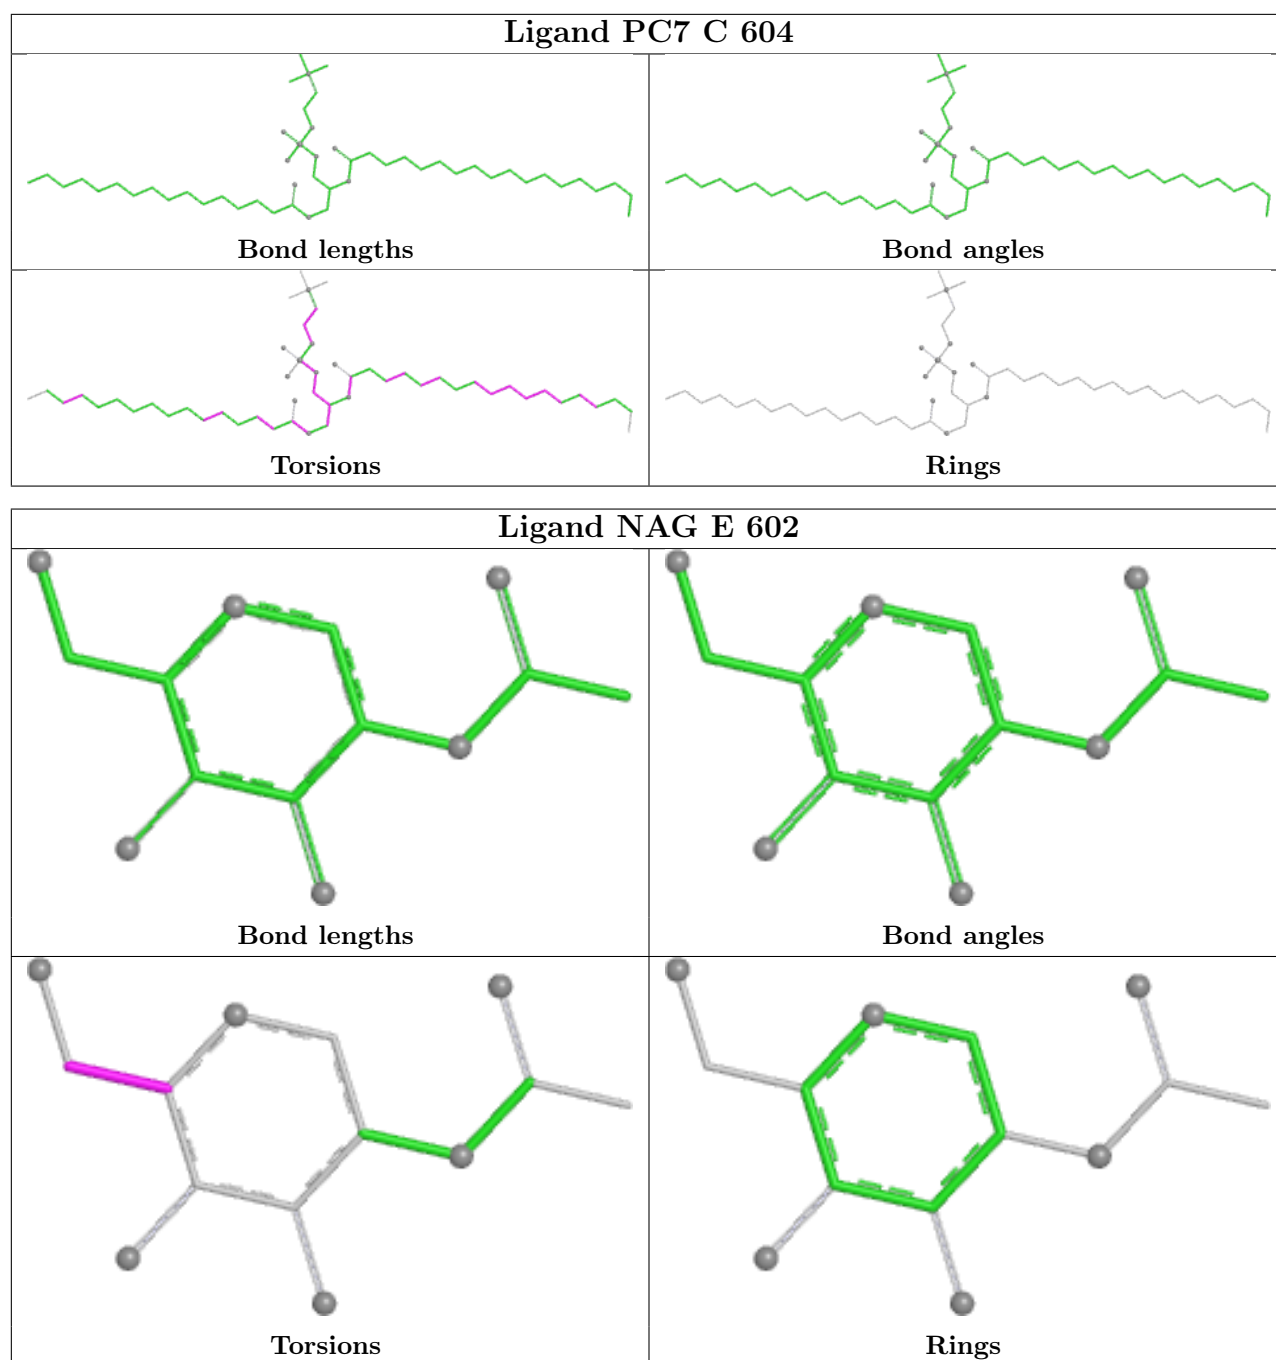 Ligand PC7 C 604
Bond lengths
Bond angles
Torsions
Rings
Ligand NAG E 602
Bond lengths
Bond angles
Torsions
Rings